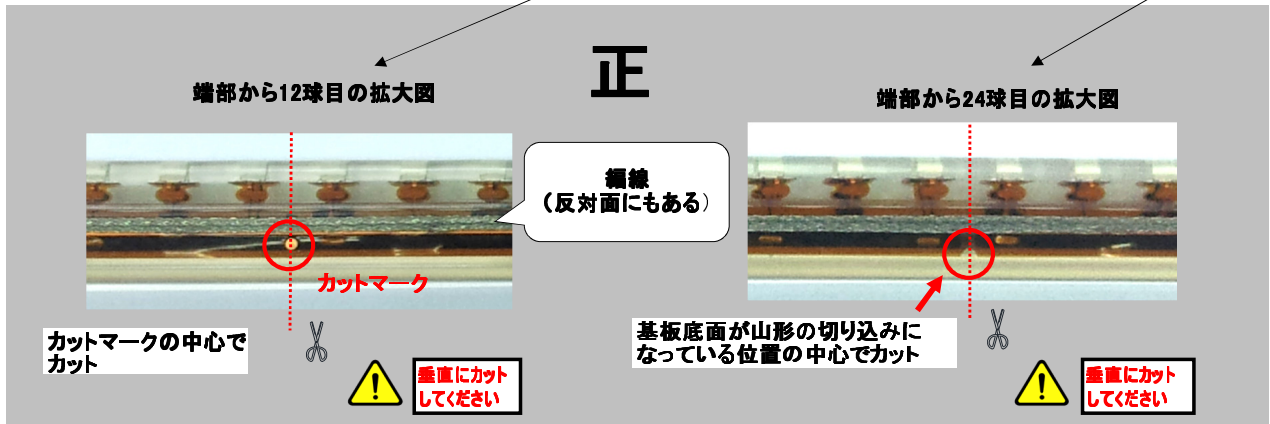 正
端部から12球目の拡大図
端部から24球目の拡大図
編線
（反対面にもある）
カットマーク
カットマークの中心で
カット
垂直にカット
してください
基板底面が山形の切り込みに
なっている位置の中心でカット
垂直にカット
してください